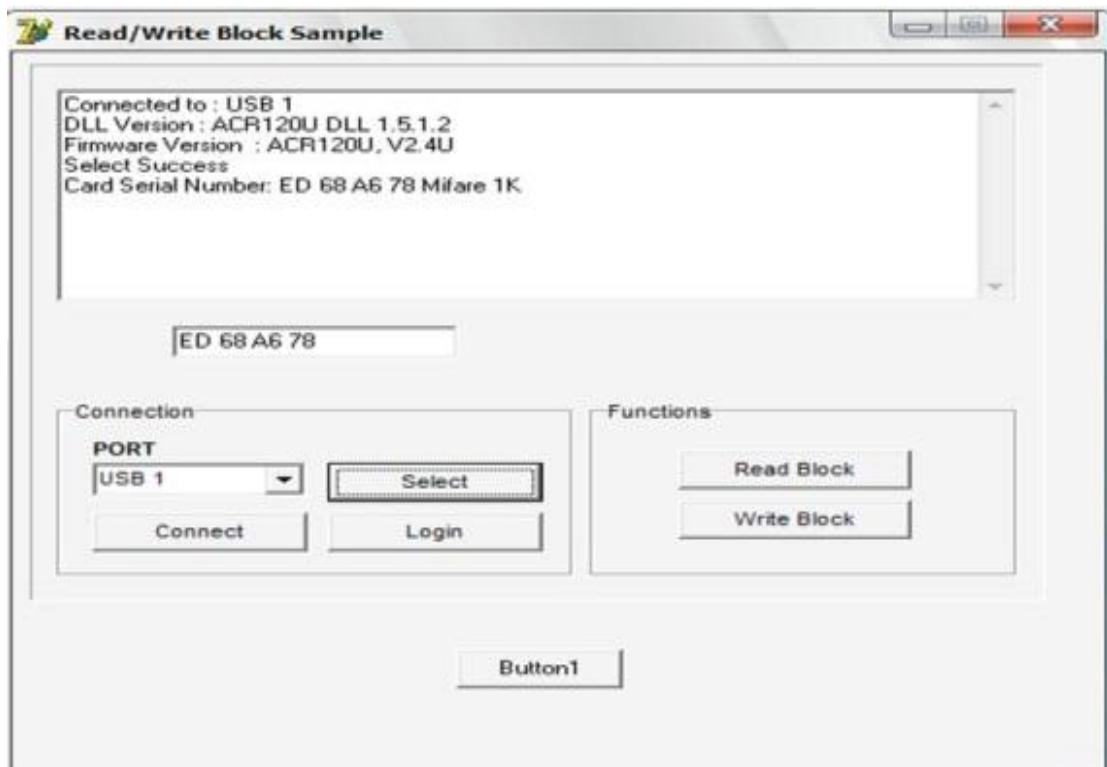 Read/Write Block Sample
Connected to : USB 1
DLL Version : ACR120U DLL 1.5.1.2
Firmware Version  : ACR120U, V2.4U
Select Success
Card Serial Number: ED 68 A6 78 Mifare 1K
ED 68 A6 78
Connection
PORT
USB 1
Select
Connect
Login
Functions
Read Block
Write Block
Button1